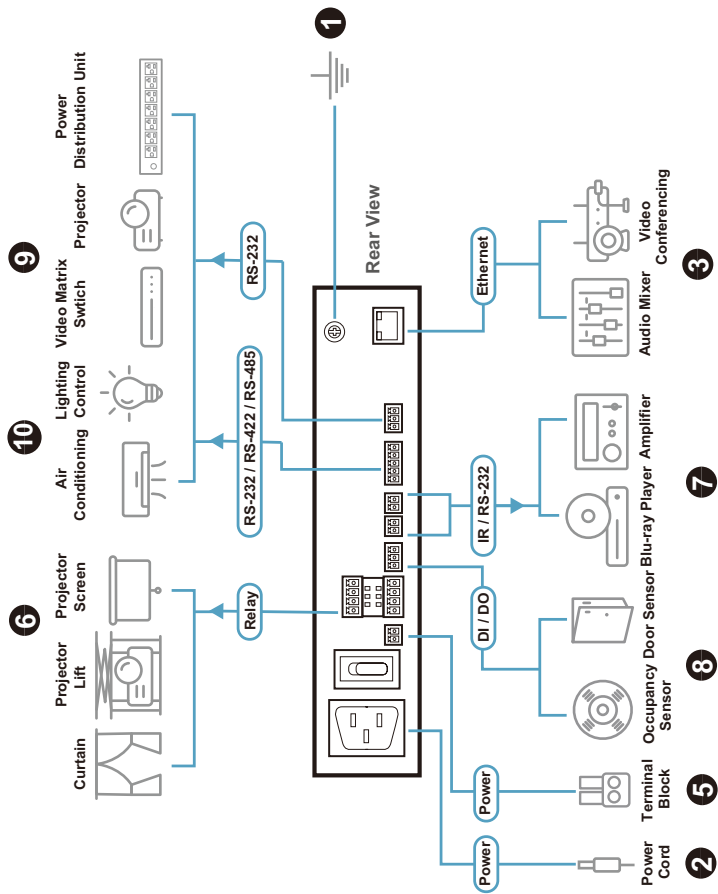 6
10
9
Curtain
Projector
Lift
Projector
Screen
Air
Conditioning
Lighting
Control
Video Matrix
Swtich
Projector
Power
Distribution Unit
Relay
RS-232 / RS-422 / RS-485
RS-232
1
Rear View
Power
Power
DI / DO
IR / RS-232
Ethernet
Power
Cord
Terminal
Block
Occupancy
Sensor
Door Sensor
Blu-ray Player
Amplifier
Audio Mixer
Video
Conferencing
2
5
8
7
3